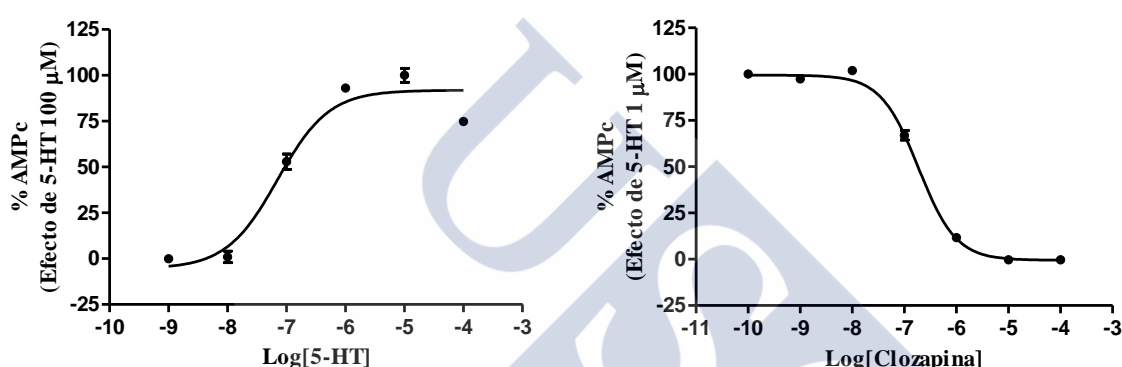 % AMPc
(Efecto de 5-HT 100 µM)
125
100
75
50
25
0
-25
-10 -9 -8 -7 -6 -5 -4 -3
Log[5-HT]
% AMPc
(Efecto de 5-HT 1 µM)
125
100
75
50
25
0
-25
-11 -10 -9 -8 -7 -6 -5 -4 -3
Log[Clozapina]
US